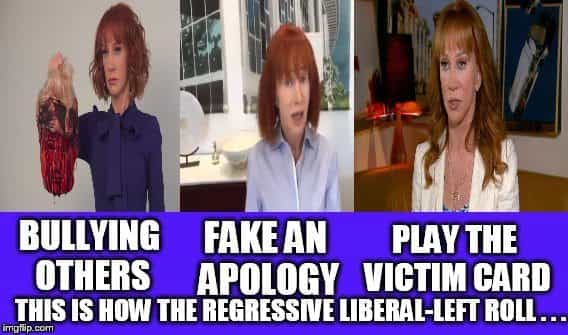 BULLYING OTHERS
FAKE AN APOLOGY
PLAY THE VICTIM CARD
THIS IS HOW THE REGRESSIVE LIBERAL-LEFT ROLL . . .
imgflip.com